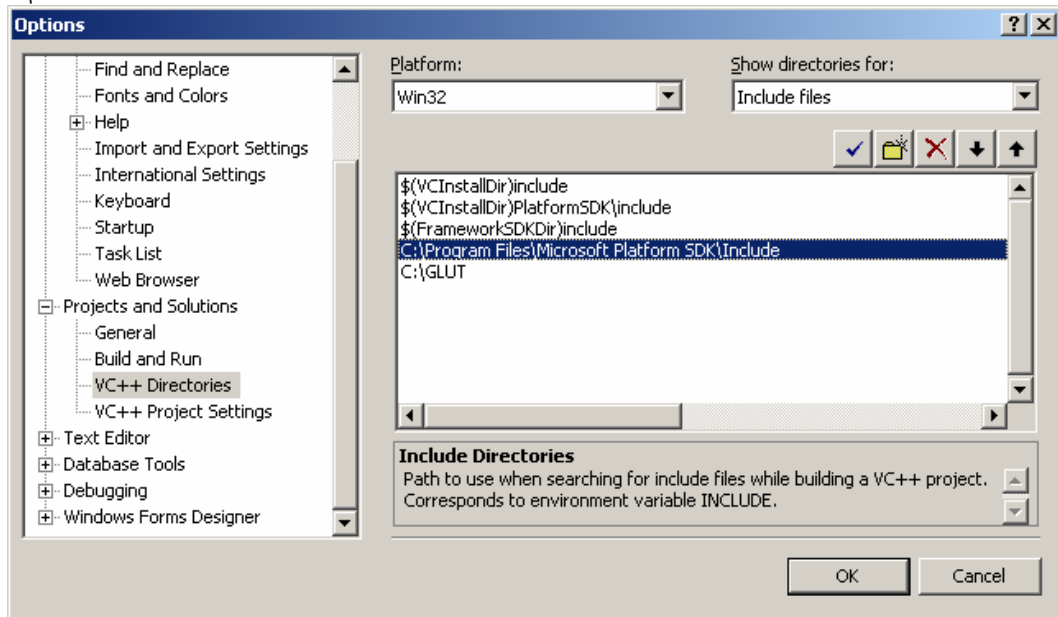 Options
Find and Replace
Fonts and Colors
Help
Import and Export Settings
International Settings
Keyboard
Startup
Task List
Web Browser
Projects and Solutions
General
Build and Run
VC++ Directories
VC++ Project Settings
Text Editor
Database Tools
Debugging
Windows Forms Designer
Platform:
Win32
Show directories for:
Include files
$(VCInstallDir)include
$(VCInstallDir)PlatformSDK\include
$(FrameworkSDKDir)include
C:\Program Files\Microsoft Platform SDK\Include
C:\GLUT
Include Directories
Path to use when searching for include files while building a VC++ project.
Corresponds to environment variable INCLUDE.
OK
Cancel